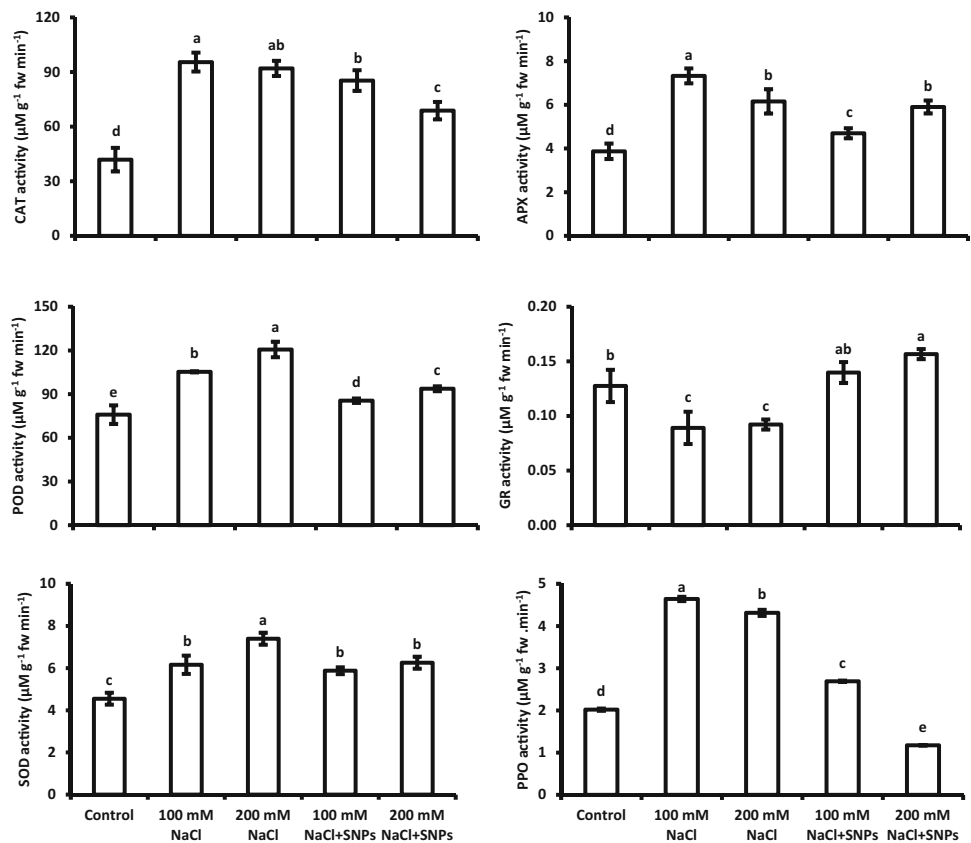 CAT activity (µM g⁻¹ fw min⁻¹)
120
90
60
30
0
d
a
ab
b
c
APX activity (µM g⁻¹ fw min⁻¹)
10
8
6
4
2
0
d
a
b
c
b
POD activity (µM g⁻¹ fw min⁻¹)
150
120
90
60
30
0
e
b
a
d
c
GR activity (µM g⁻¹ fw min⁻¹)
0.20
0.15
0.10
0.05
0.00
b
c
c
ab
a
SOD activity (µM g⁻¹ fw min⁻¹)
10
8
6
4
2
0
c
b
a
b
b
Control
100 mM
NaCl
200 mM
NaCl
100 mM
NaCl+SNPs
200 mM
NaCl+SNPs
PPO activity (µM g⁻¹ fw .min⁻¹)
5
4
3
2
1
0
d
a
b
c
e
Control
100 mM
NaCl
200 mM
NaCl
100 mM
NaCl+SNPs
200 mM
NaCl+SNPs